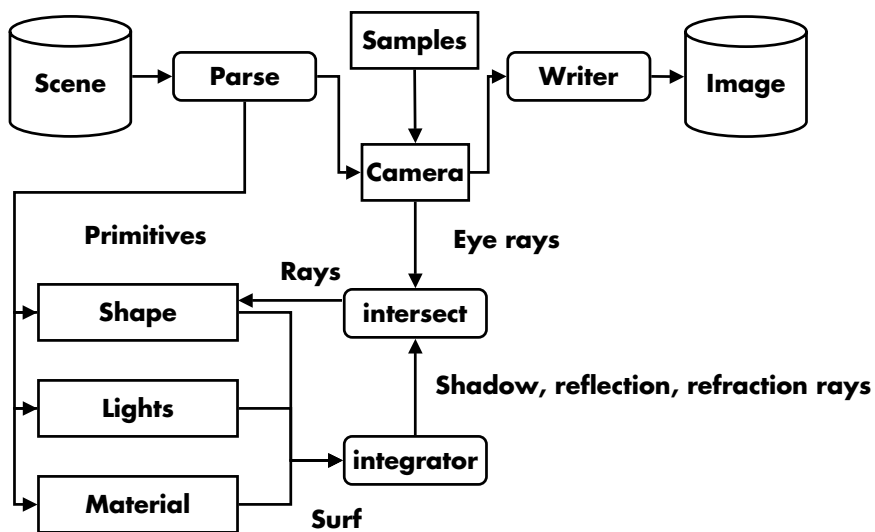 Samples
Scene
Parse
Writer
Image
Camera
Primitives
Eye rays
Rays
Shape
intersect
Shadow, reflection, refraction rays
Lights
integrator
Material
Surf